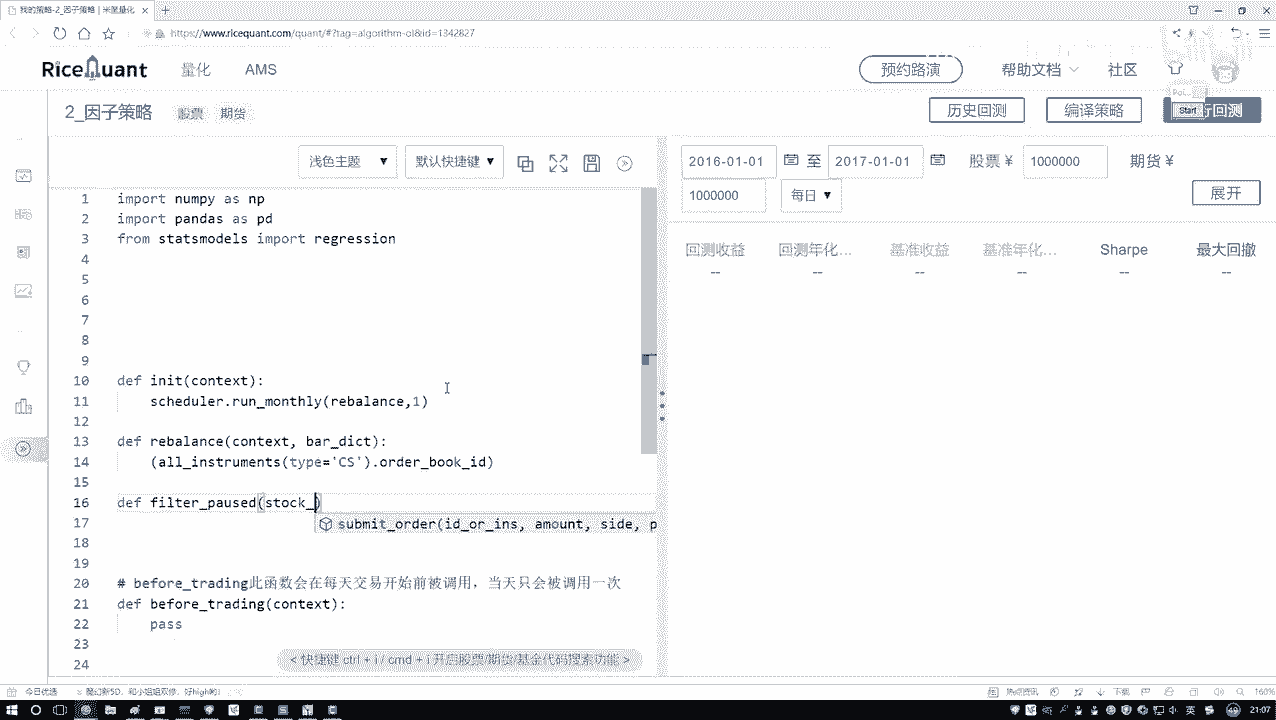 我的策略-2_因子策略 | 米筐量化
https://www.ricequant.com/quant/#?tag=algorithm-ol&id=1342827
RiceQuant 量化 AMS 预约路演 帮助文档 社区
2_因子策略 股票 期货 历史回测 编译策略 Start 行回测
浅色主题 默认快捷键 2016-01-01 至 2017-01-01 股票 ¥ 1000000 期货 ¥
1000000 每日 展开
回测收益 回测年化... 基准收益 基准年化... Sharpe 最大回撤
-- -- -- -- -- --
1 import numpy as np
2 import pandas as pd
3 from statsmodels import regression
4
5
6
7
8
9
10 def init(context):
11 scheduler.run_monthly(rebalance,1)
12
13 def rebalance(context, bar_dict):
14 (all_instruments(type='CS').order_book_id)
15
16 def filter_paused(stock_)
17 submit_order(id_or_ins, amount, side, p
18
19
20 # before_trading此函数会在每天交易开始前被调用，当天只会被调用一次
21 def before_trading(context):
22 pass
23
24
< 快捷键 ctrl + i / cmd + i 开启股票/期货/基金代码搜索功能 >
今日优选 下载 160%
英 21:07